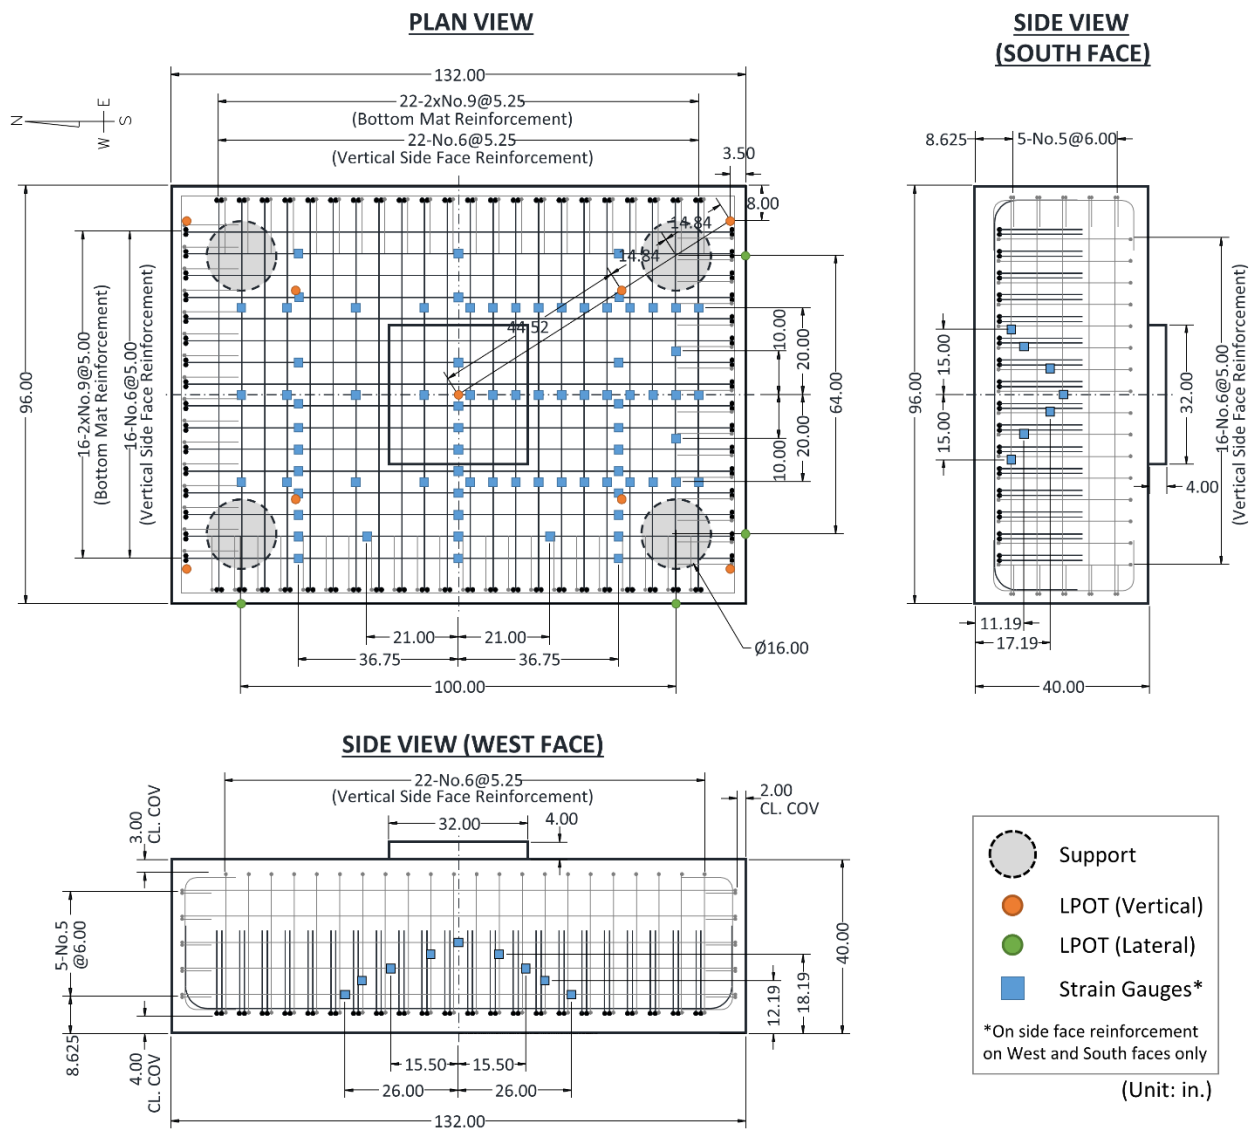 PLAN VIEW
SIDE VIEW
(SOUTH FACE)
132.00
22-2xNo.9@5.25
(Bottom Mat Reinforcement)
22-No.6@5.25
(Vertical Side Face Reinforcement)
N
E
W
S
3.50
8.00
14.84
14.84
44.52
96.00
16-2xNo.9@5.00
(Bottom Mat Reinforcement)
16-No.6@5.00
(Vertical Side Face Reinforcement)
10.00
20.00
10.00
20.00
64.00
21.00
21.00
36.75
36.75
100.00
Ø16.00
8.625
5-No.5@6.00
15.00
15.00
96.00
32.00
16-No.6@5.00
(Vertical Side Face Reinforcement)
4.00
11.19
17.19
40.00
SIDE VIEW (WEST FACE)
22-No.6@5.25
(Vertical Side Face Reinforcement)
2.00
CL. COV
3.00
CL. COV
32.00
4.00
5-No.5
@6.00
40.00
12.19
18.19
8.625
4.00
CL. COV
15.50
15.50
26.00
26.00
132.00
Support
LPOT (Vertical)
LPOT (Lateral)
Strain Gauges*
*On side face reinforcement
on West and South faces only
(Unit: in.)